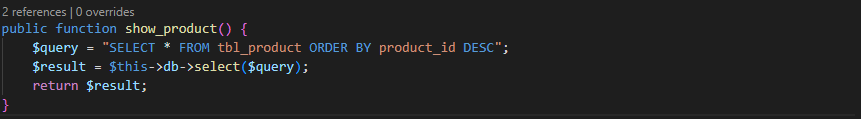 2 references | 0 overrides
public function show_product() {
    $query = "SELECT * FROM tbl_product ORDER BY product_id DESC";
    $result = $this->db->select($query);
    return $result;
}